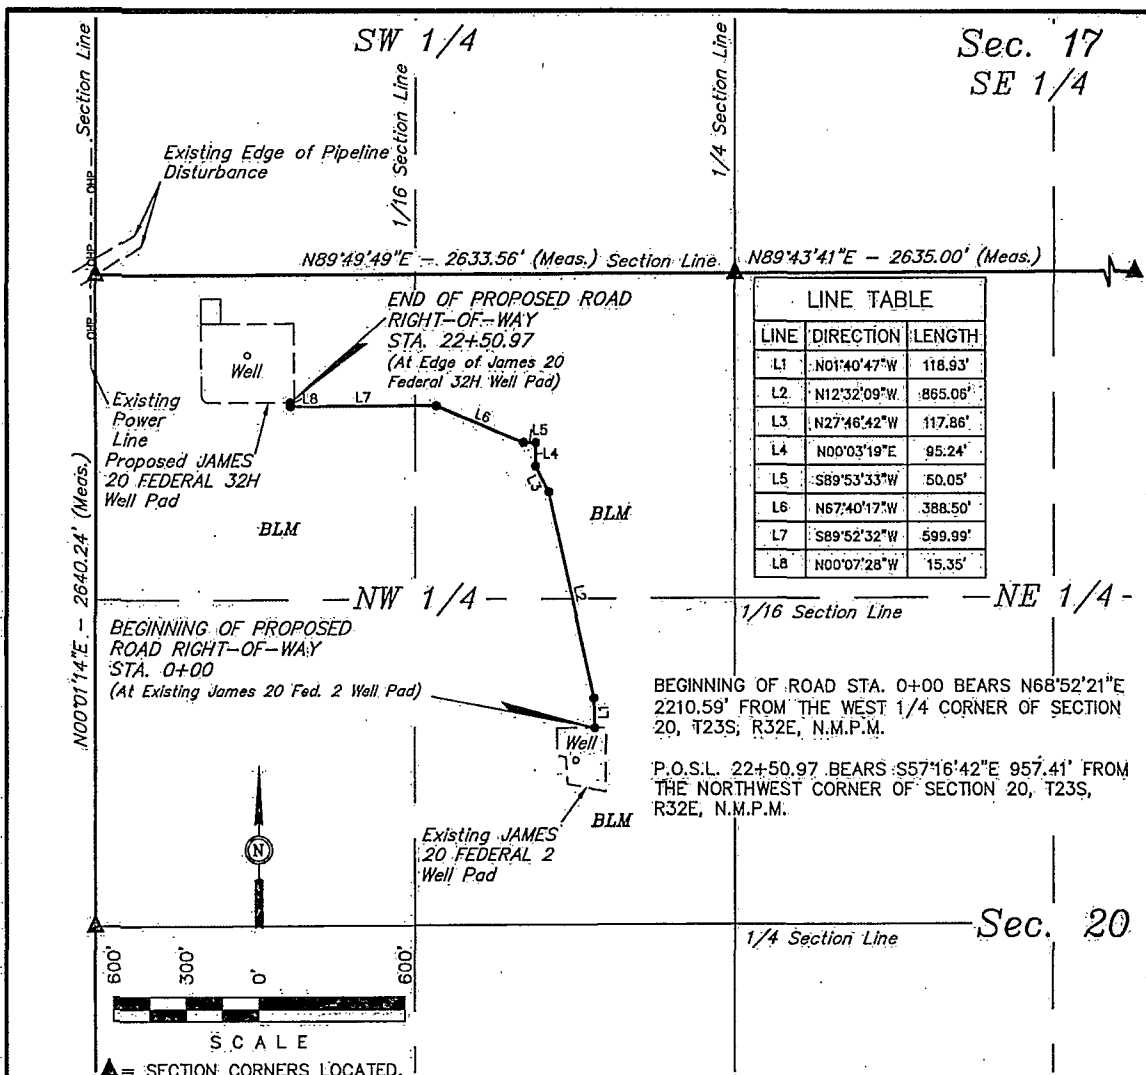 SW 1/4
Sec. 17
SE 1/4
Section Line
1/16 Section Line
1/4 Section Line
Existing Edge of Pipeline
Disturbance
OHP
OHP
OHP
N89°49'49"E - 2633.56' (Meas.) Section Line
N89°43'41"E - 2635.00' (Meas.)
END OF PROPOSED ROAD
RIGHT-OF-WAY
STA. 22+50.97
(At Edge of James 20
Federal 32H Well Pad)
Well
L8
L7
L6
L5
L4
L3
L2
L1
Existing
Power
Line
Proposed JAMES
20 FEDERAL 32H
Well Pad
BLM
BLM
LINE TABLE
LINE DIRECTION LENGTH
L1 N01°40'47"W 118.93'
L2 N12°32'09"W 865.06'
L3 N27°46'42"W 117.86'
L4 N00°03'19"E 95.24'
L5 S89°53'33"W 50.05'
L6 N67°40'17"W 388.50'
L7 S89°52'32"W 599.99'
L8 N00°07'28"W 15.35'
N00°01'14"E - 2640.24' (Meas.)
NW 1/4
NE 1/4
1/16 Section Line
BEGINNING OF PROPOSED
ROAD RIGHT-OF-WAY
STA. 0+00
(At Existing James 20 Fed. 2 Well Pad)
BEGINNING OF ROAD STA. 0+00 BEARS N68°52'21"E
2210.59' FROM THE WEST 1/4 CORNER OF SECTION
20, T23S, R32E, N.M.P.M.
P.O.S.L. 22+50.97 BEARS S57°16'42"E 957.41' FROM
THE NORTHWEST CORNER OF SECTION 20, T23S,
R32E, N.M.P.M.
Well
BLM
Existing JAMES
20 FEDERAL 2
Well Pad
N
1/4 Section Line
Sec. 20
600' 300' 0' 600'
SCALE
▲ = SECTION CORNERS LOCATED.